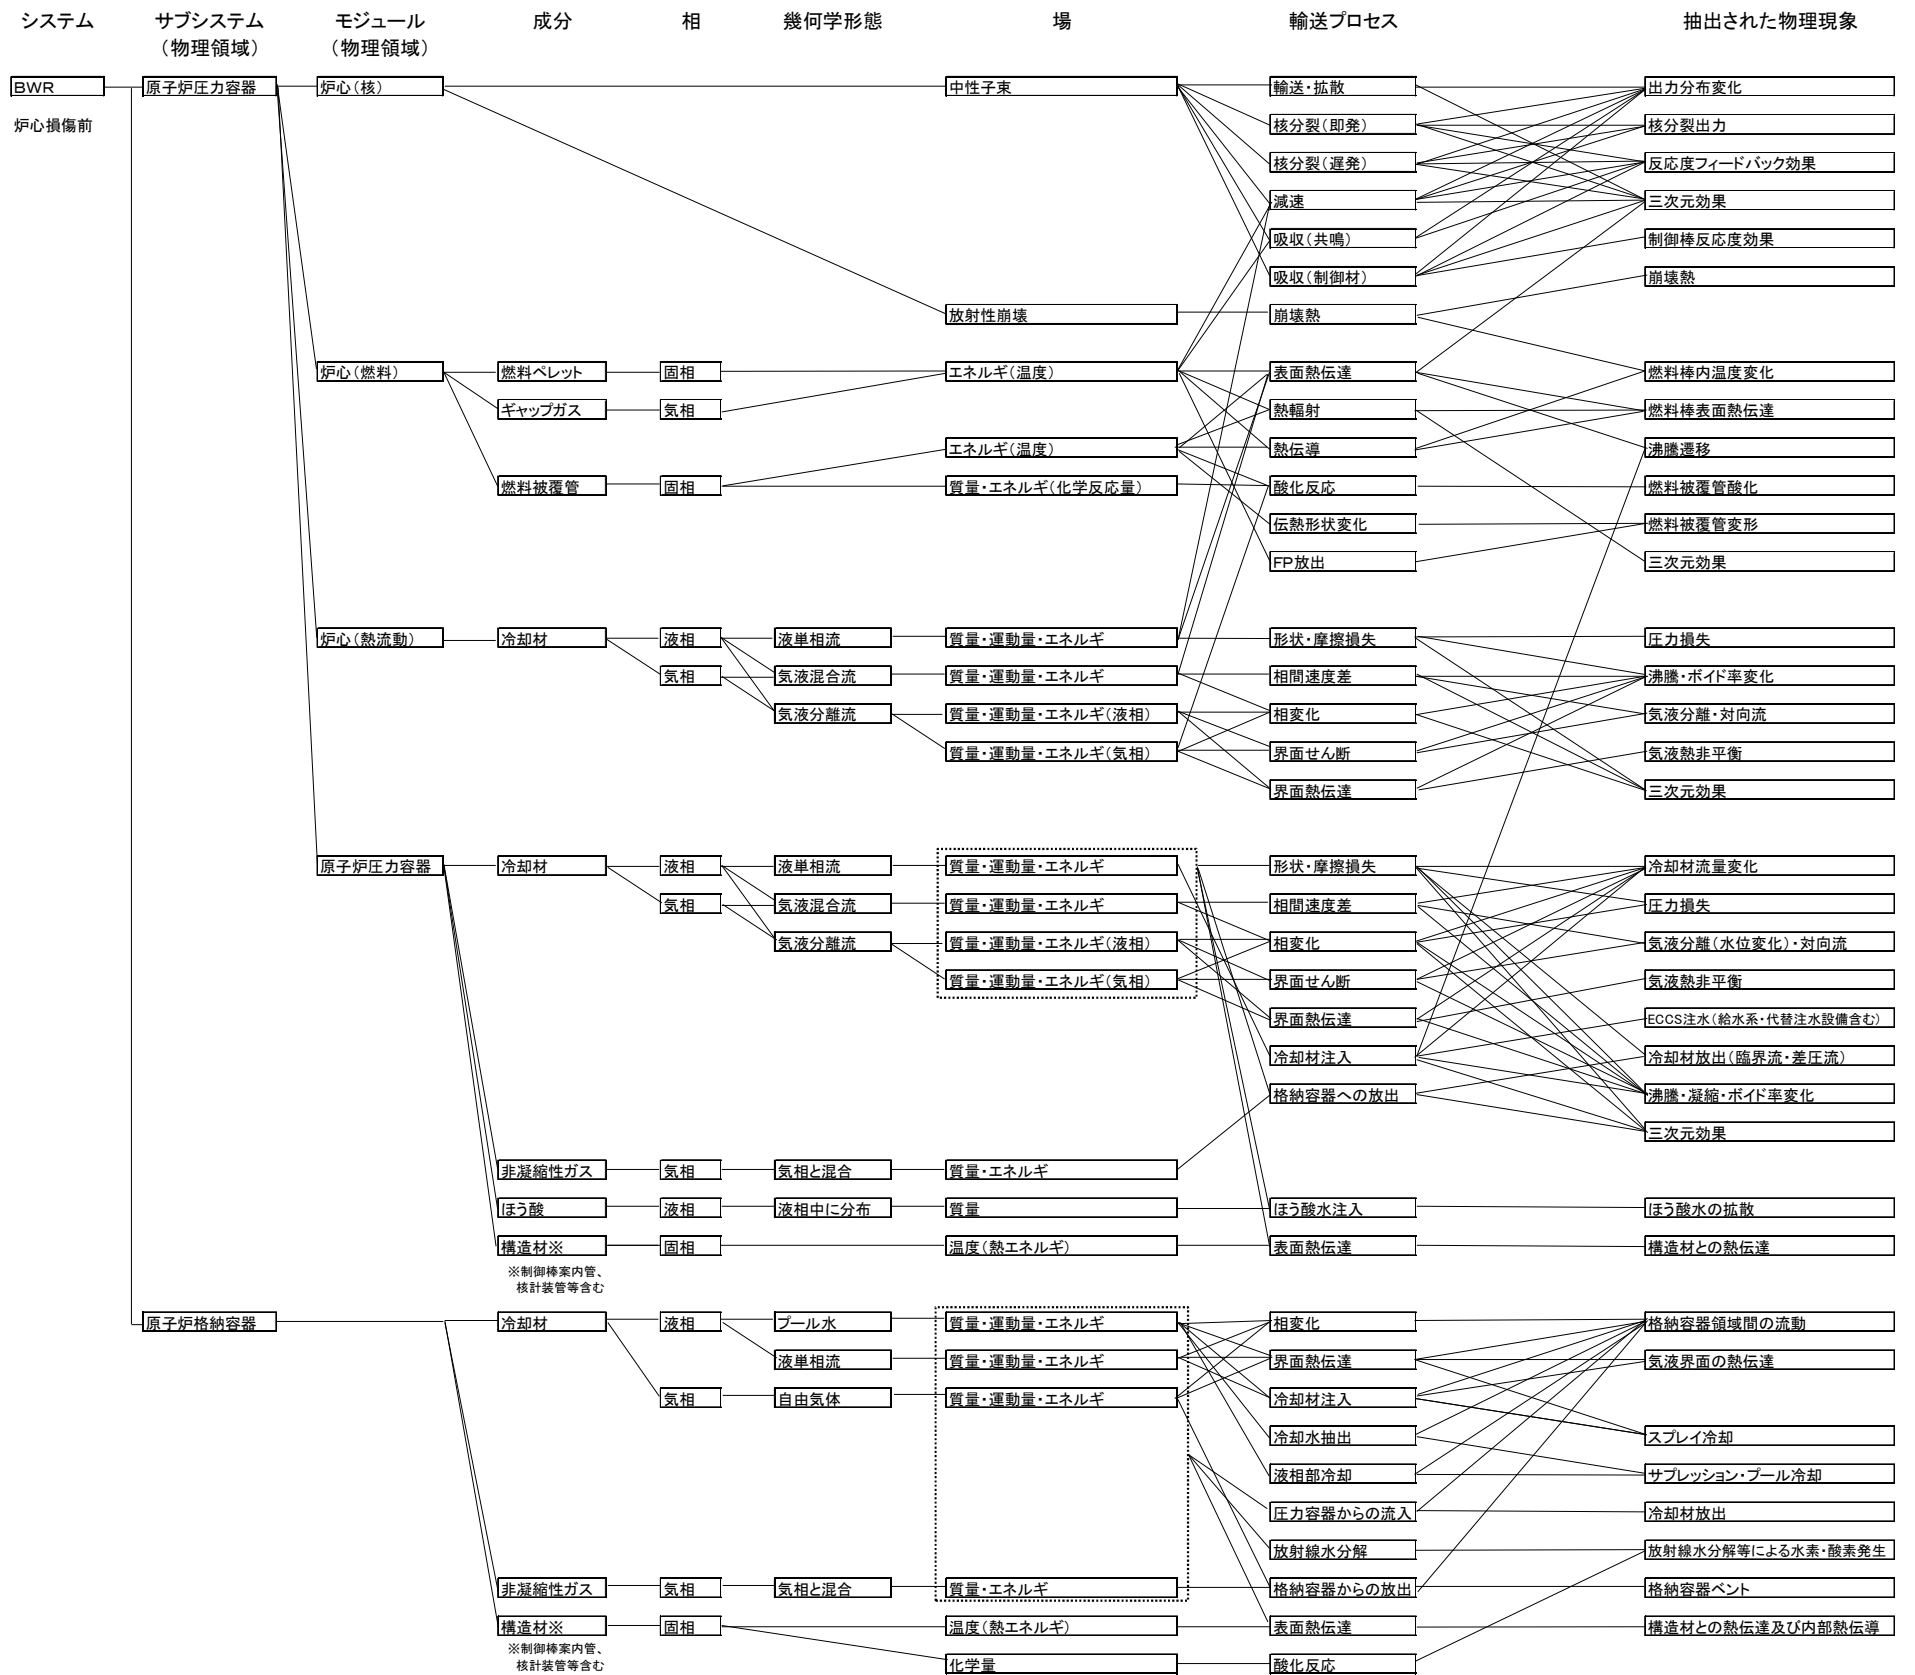 システム サブシステム モジュール 成分 相 幾何学形態 場 輸送プロセス 抽出された物理現象
（物理領域） （物理領域）
BWR 原子炉圧力容器 炉心（核） 中性子束 輸送・拡散 出力分布変化
炉心損傷前 核分裂（即発） 核分裂出力
核分裂（遅発） 反応度フィードバック効果
減速 三次元効果
吸収（共鳴） 制御棒反応度効果
吸収（制御材） 崩壊熱
放射性崩壊 崩壊熱
炉心（燃料） 燃料ペレット 固相 エネルギ（温度） 表面熱伝達 燃料棒内温度変化
ギャップガス 気相 熱輻射 燃料棒表面熱伝達
エネルギ（温度） 熱伝導 沸騰遷移
燃料被覆管 固相 質量・エネルギ（化学反応量） 酸化反応 燃料被覆管酸化
伝熱形状変化 燃料被覆管変形
FP放出 三次元効果
炉心（熱流動） 冷却材 液相 液単相流 質量・運動量・エネルギ 形状・摩擦損失 圧力損失
気相 気液混合流 質量・運動量・エネルギ 相間速度差 沸騰・ボイド率変化
気液分離流 質量・運動量・エネルギ（液相） 相変化 気液分離・対向流
質量・運動量・エネルギ（気相） 界面せん断 気液熱非平衡
界面熱伝達 三次元効果
原子炉圧力容器 冷却材 液相 液単相流 質量・運動量・エネルギ 形状・摩擦損失 冷却材流量変化
気相 気液混合流 質量・運動量・エネルギ 相間速度差 圧力損失
気液分離流 質量・運動量・エネルギ（液相） 相変化 気液分離（水位変化）・対向流
質量・運動量・エネルギ（気相） 界面せん断 気液熱非平衡
界面熱伝達 ECCS注水（給水系・代替注水設備含む）
冷却材注入 冷却材放出（臨界流・差圧流）
格納容器への放出 沸騰・凝縮・ボイド率変化
三次元効果
非凝縮性ガス 気相 気相と混合 質量・エネルギ
ほう酸 液相 液相中に分布 質量 ほう酸水注入 ほう酸水の拡散
構造材※ 固相 温度（熱エネルギ） 表面熱伝達 構造材との熱伝達
※制御棒案内管、
核計装管等含む
原子炉格納容器 冷却材 液相 プール水 質量・運動量・エネルギ 相変化 格納容器領域間の流動
液単相流 質量・運動量・エネルギ 界面熱伝達 気液界面の熱伝達
気相 自由気体 質量・運動量・エネルギ 冷却材注入
冷却水抽出 スプレイ冷却
液相部冷却 サプレッション・プール冷却
圧力容器からの流入 冷却材放出
放射線水分解 放射線水分解等による水素・酸素発生
非凝縮性ガス 気相 気相と混合 質量・エネルギ 格納容器からの放出 格納容器ベント
構造材※ 固相 温度（熱エネルギ） 表面熱伝達 構造材との熱伝達及び内部熱伝導
※制御棒案内管、
核計装管等含む
化学量 酸化反応